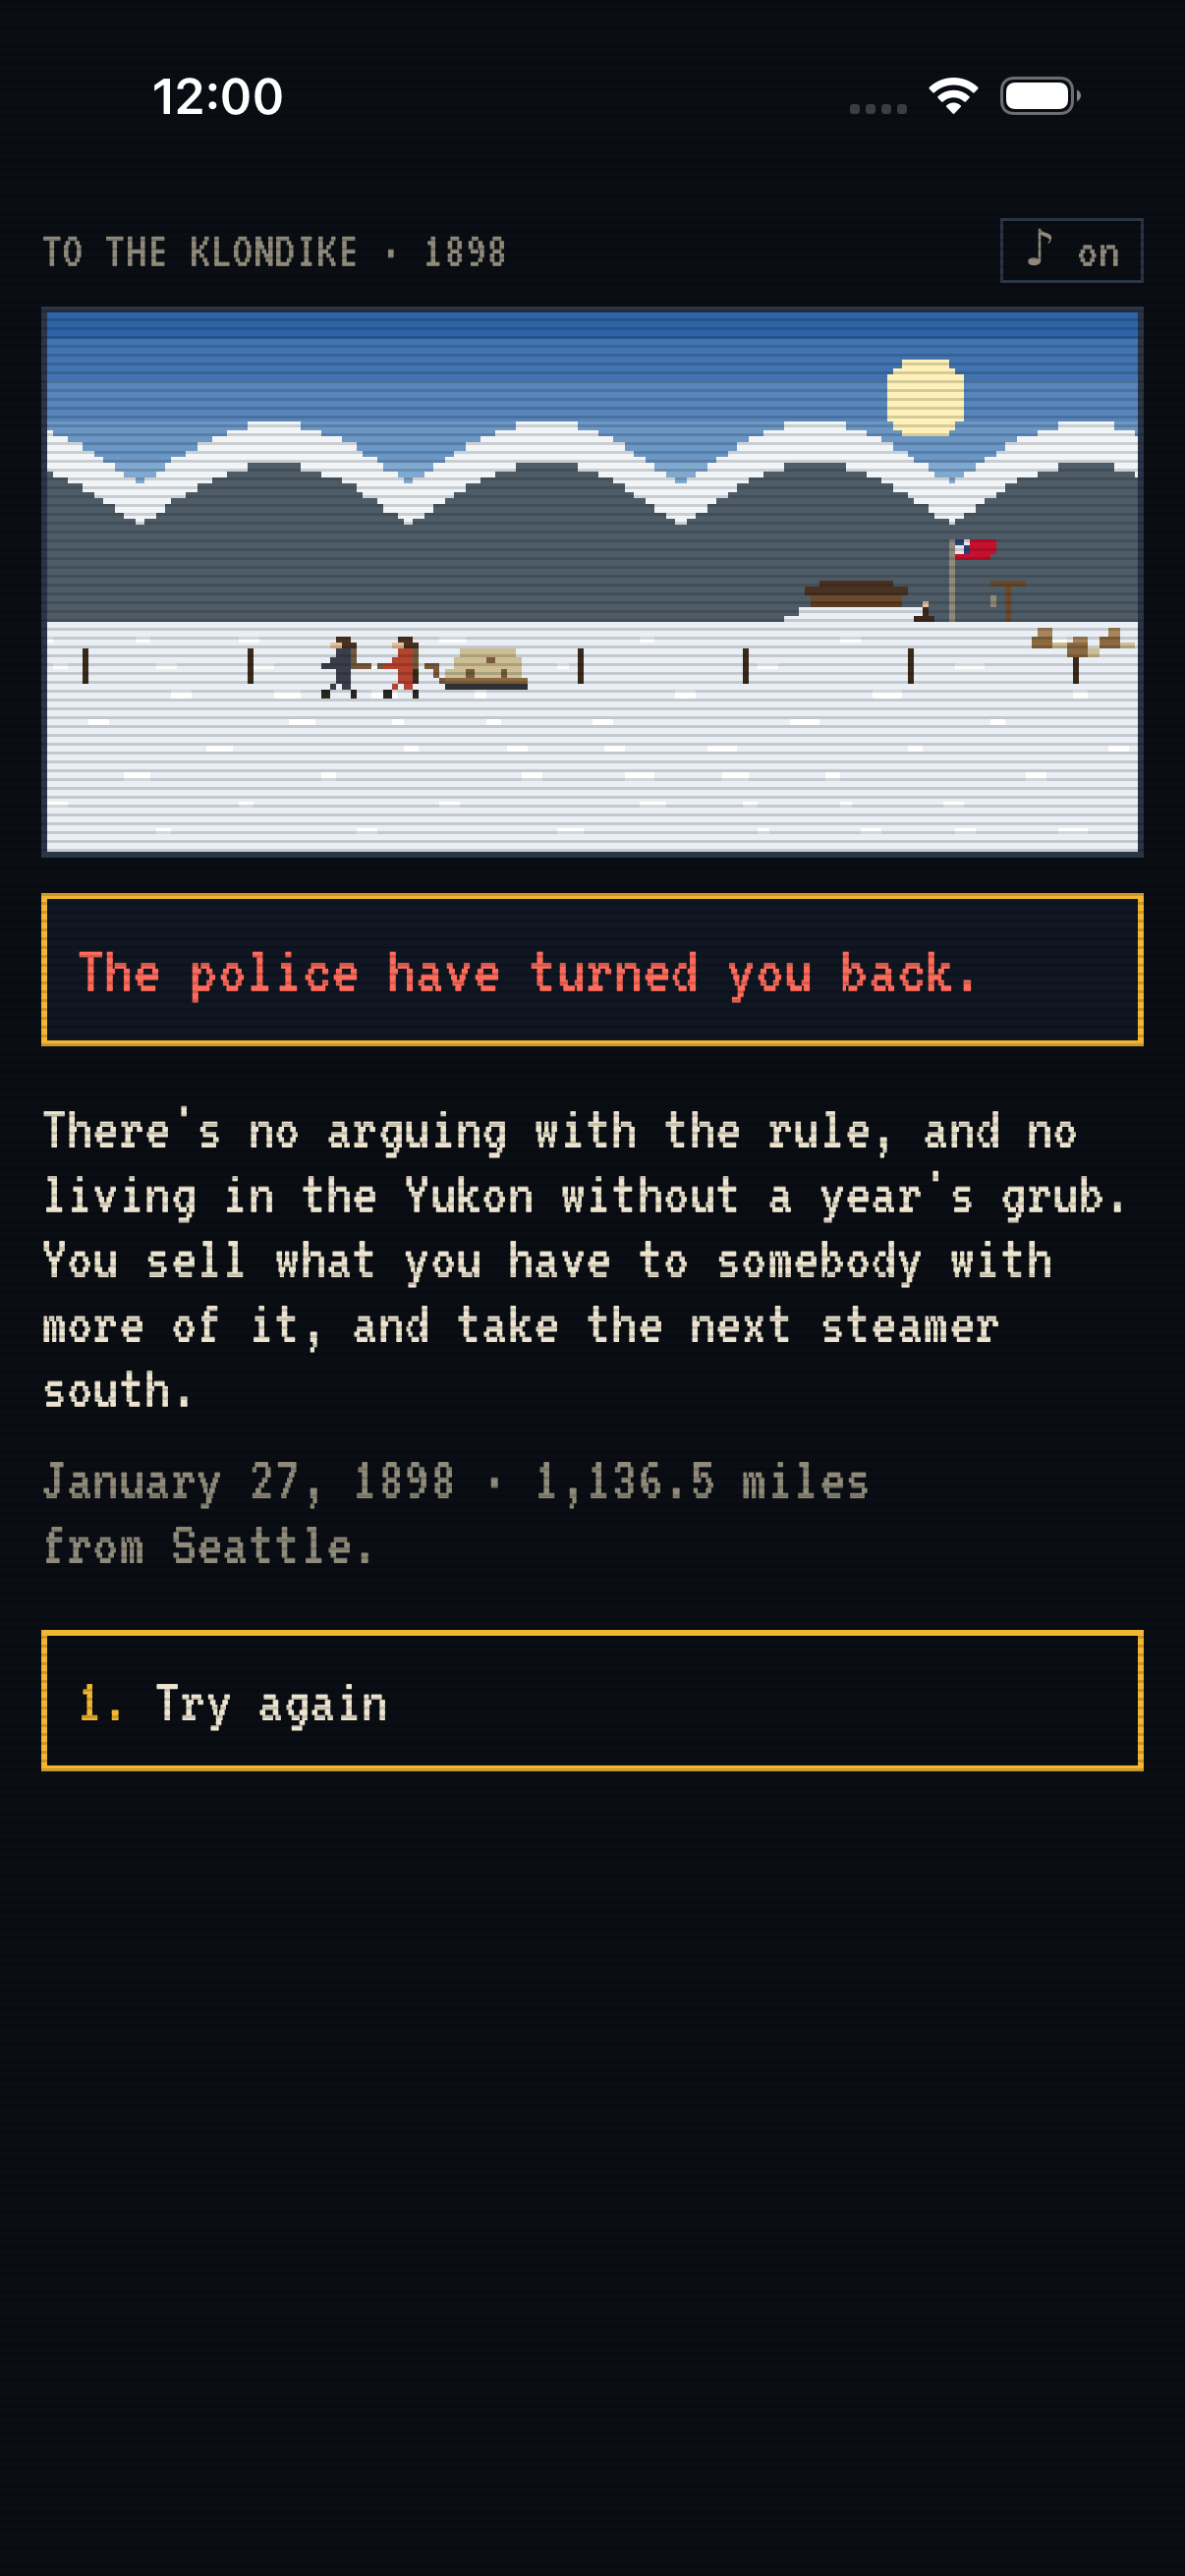 12:00
TO THE KLONDIKE · 1898
♪ on
The police have turned you back.
There's no arguing with the rule, and no
living in the Yukon without a year's grub.
You sell what you have to somebody with
more of it, and take the next steamer
south.
January 27, 1898 · 1,136.5 miles
from Seattle.
1. Try again